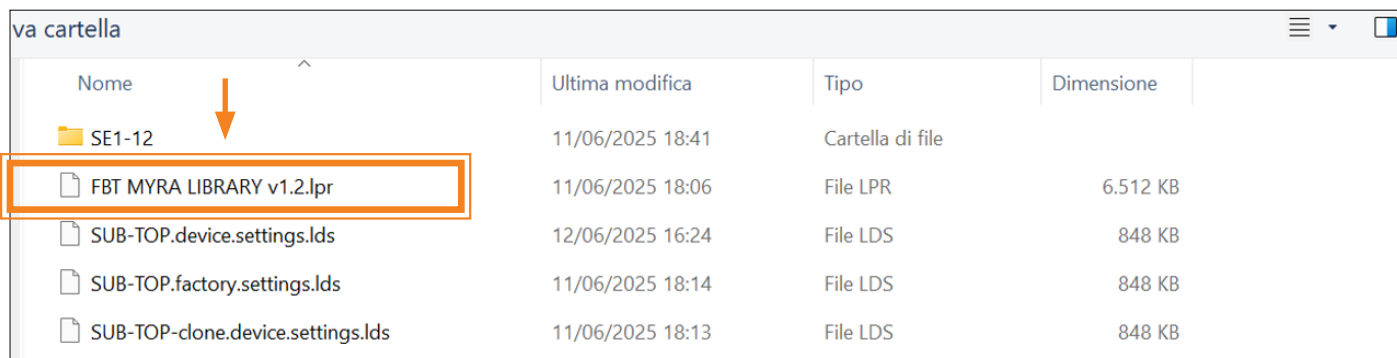 va cartella
Nome Ultima modifica Tipo Dimensione
SE1-12 11/06/2025 18:41 Cartella di file
FBT MYRA LIBRARY v1.2.lpr 11/06/2025 18:06 File LPR 6.512 KB
SUB-TOP.device.settings.lds 12/06/2025 16:24 File LDS 848 KB
SUB-TOP.factory.settings.lds 11/06/2025 18:14 File LDS 848 KB
SUB-TOP-clone.device.settings.lds 11/06/2025 18:13 File LDS 848 KB